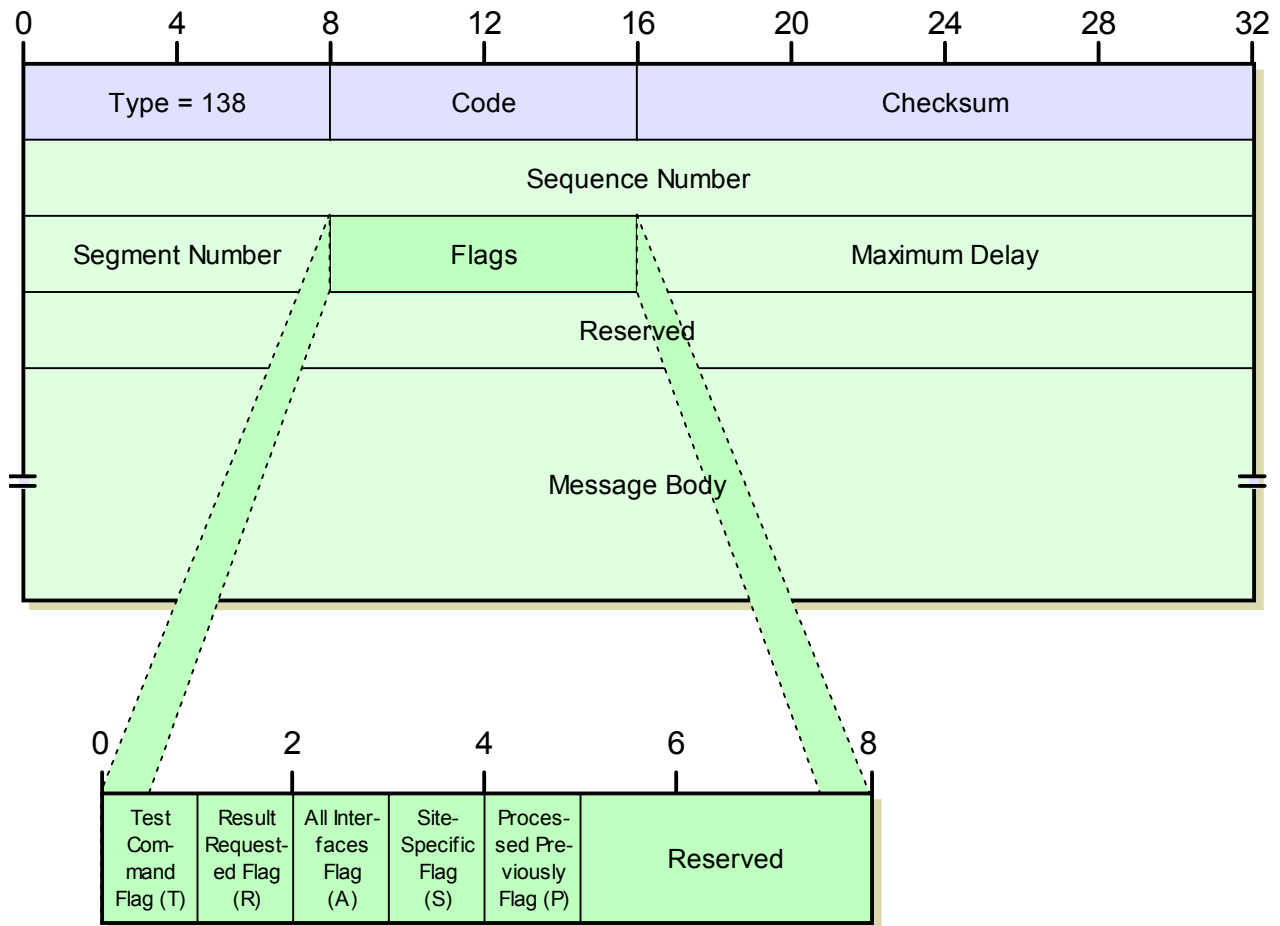 0 4 8 12 16 20 24 28 32
Type = 138 Code Checksum
Sequence Number
Segment Number Flags Maximum Delay
Reserved
Message Body
0 2 4 6 8
Test
Com-
mand
Flag (T)
Result
Request-
ed Flag
(R)
All Inter-
faces
Flag
(A)
Site-
Specific
Flag
(S)
Proces-
sed Pre-
viously
Flag (P)
Reserved